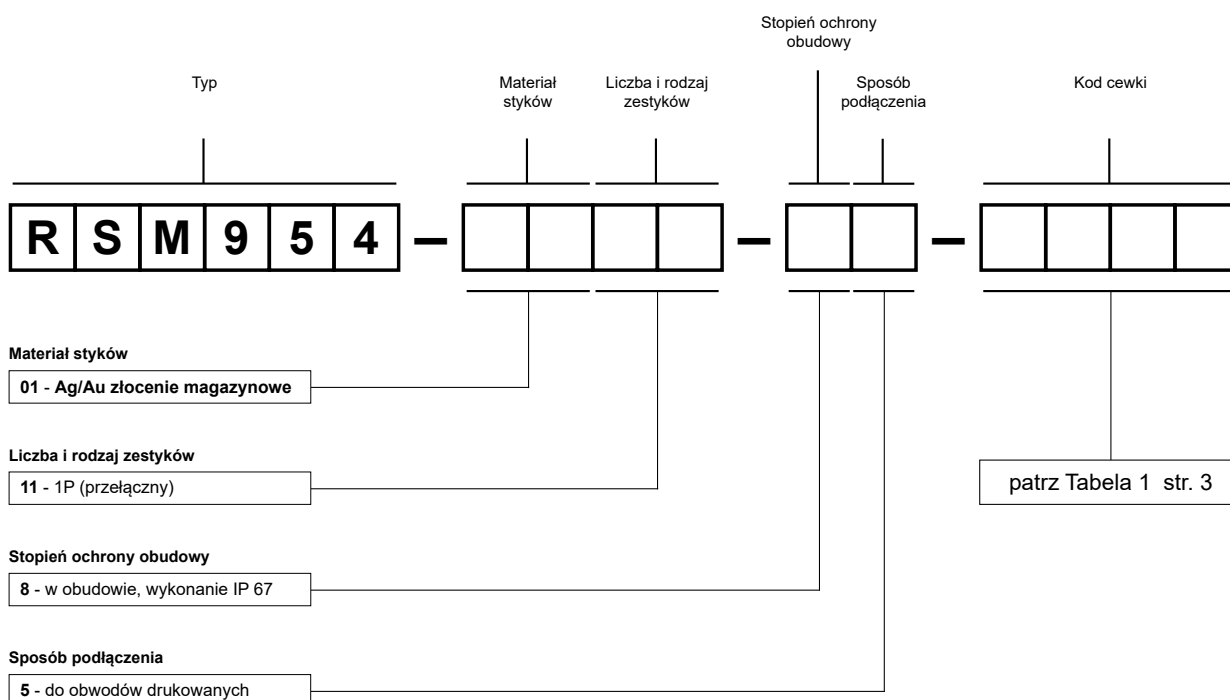 Stopień ochrony
obudowy
Typ
Materiał
styków
Liczba i rodzaj
zestyków
Sposób
podłączenia
Kod cewki
R S M 9 5 4 – –  –
Materiał styków
01 - Ag/Au złocenie magazynowe
Liczba i rodzaj zestyków
11 - 1P (przełączny)
patrz Tabela 1 str. 3
Stopień ochrony obudowy
8 - w obudowie, wykonanie IP 67
Sposób podłączenia
5 - do obwodów drukowanych